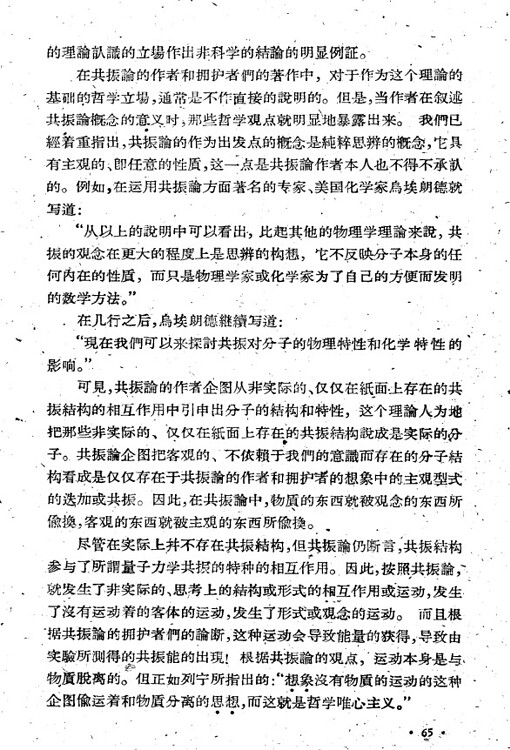 的理論認識的立場作出非科学的結論的明显例証。
在共振論的作者和拥护者們的著作中，对于作为这个理論的
基础的哲学立場，通常是不作直接的說明的。但是，当作者在叙述
共振論概念的意义时，那些哲学观点就明显地暴露出来。我們已
經着重指出，共振論的作为出发点的概念是純粹思辨的概念，它具
有主观的、即任意的性质，这一点是共振論作者本人也不得不承認
的。例如，在运用共振論方面著名的专家、美国化学家烏埃朗德就
写道：
“从以上的說明中可以看出，比起其他的物理学理論来說，共
振的观念在更大的程度上是思辨的构想，它不反映分子本身的任
何内在的性质，而只是物理学家或化学家为了自己的方便而发明
的数学方法。”
在几行之后，烏埃朗德継續写道：
“現在我們可以来探討共振对分子的物理特性和化学特性的
影响。”
可見，共振論的作者企图从非实际的、仅仅在紙面上存在的共
振結构的相互作用中引申出分子的結构和特性，这个理論人为地
把那些非实际的、仅仅在紙面上存在的共振結构說成是实际的分
子。共振論企图把客观的、不依賴于我們的意識而存在的分子結
构看成是仅仅存在于共振論的作者和拥护者的想象中的主观型式
的迭加或共振。因此，在共振論中，物质的东西就被观念的东西所
偸換，客观的东西就被主观的东西所偸換。
尽管在实际上幷不存在共振結构，但共振論仍断言，共振結构
参与了所謂量子力学共振的特种的相互作用。因此，按照共振論，
就发生了非实际的、思考上的結构或形式的相互作用或运动，发生
了沒有运动着的客体的运动，发生了形式或观念的运动。而且根
据共振論的拥护者們的論断，这种运动会导致能量的获得，导致由
实驗所測得的共振能的出現！根据共振論的观点，运动本身是与
物质脫离的。但正如列宁所指出的：“想象沒有物质的运动的这种
企图偸运着和物质分离的思想，而这就是哲学唯心主义。”
· 65 ·